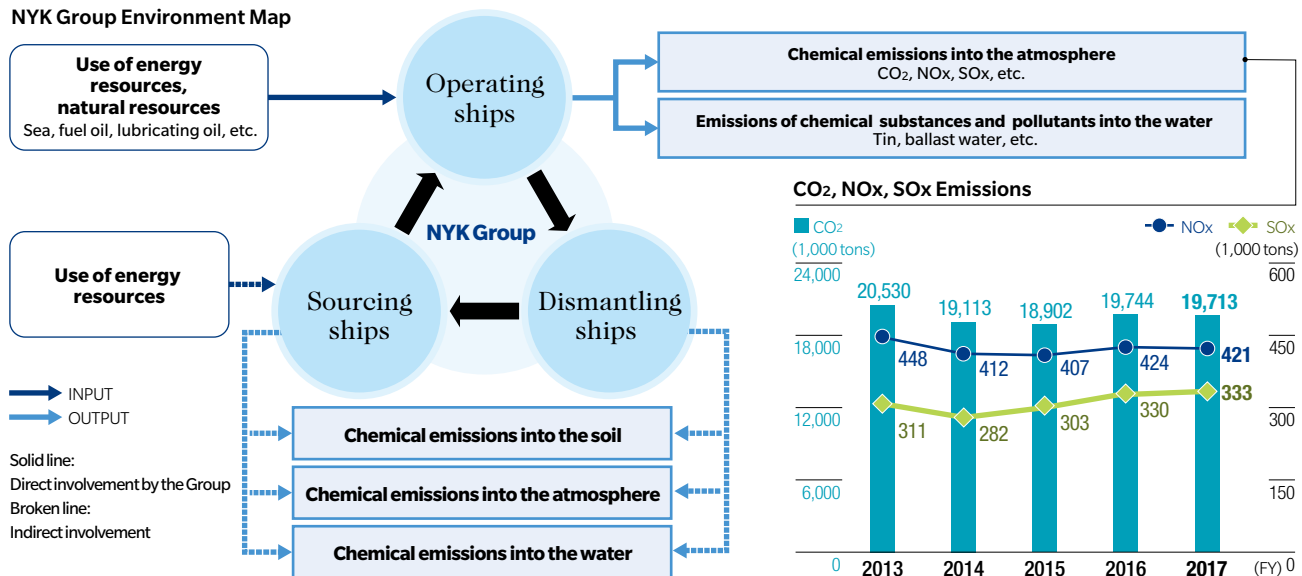 NYK Group Environment Map
Use of energy
resources,
natural resources
Sea, fuel oil, lubricating oil, etc.
Operating
ships
Chemical emissions into the atmosphere
CO2, NOx, SOx, etc.
Emissions of chemical substances and pollutants into the water
Tin, ballast water, etc.
NYK Group
Use of energy
resources
Sourcing
ships
Dismantling
ships
INPUT
OUTPUT
Solid line:
Direct involvement by the Group
Broken line:
Indirect involvement
Chemical emissions into the soil
Chemical emissions into the atmosphere
Chemical emissions into the water
CO2, NOx, SOx Emissions
CO2
(1,000 tons)
NOx
SOx
(1,000 tons)
24,000
18,000
12,000
6,000
0
600
450
300
150
0
20,530
19,113
18,902
19,744
19,713
448
412
407
424
421
311
282
303
330
333
2013
2014
2015
2016
2017
(FY)